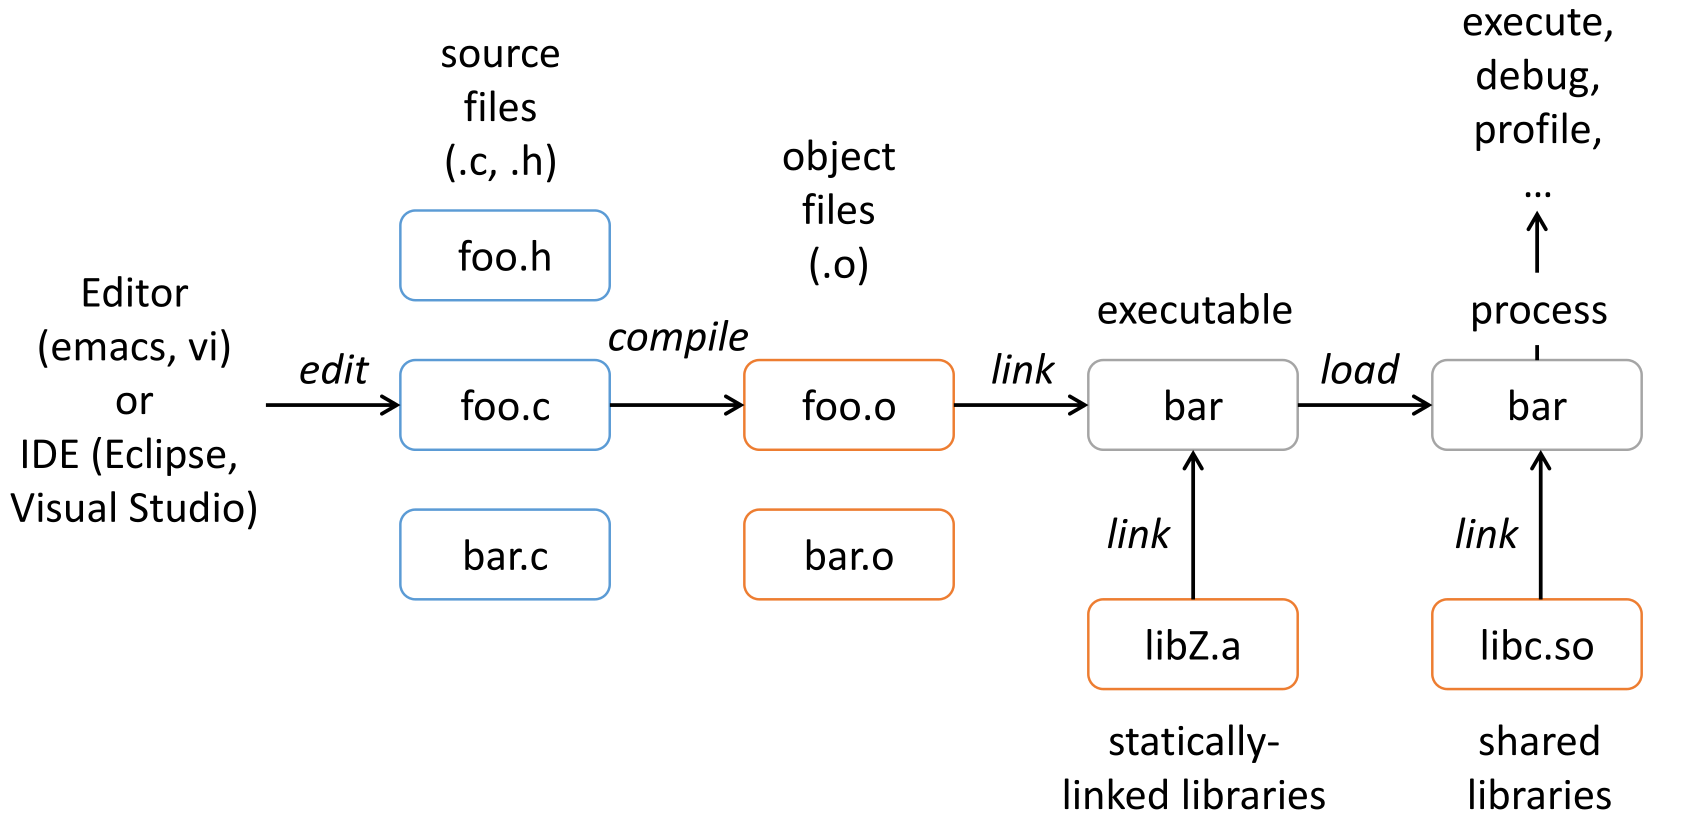 Editor
(emacs, vi)
or
IDE (Eclipse,
Visual Studio)
edit
source
files
(.c, .h)
foo.h
foo.c
bar.c
compile
object
files
(.o)
foo.o
bar.o
link
executable
bar
link
libZ.a
statically-
linked libraries
load
execute,
debug,
profile,
...
process
bar
link
libc.so
shared
libraries